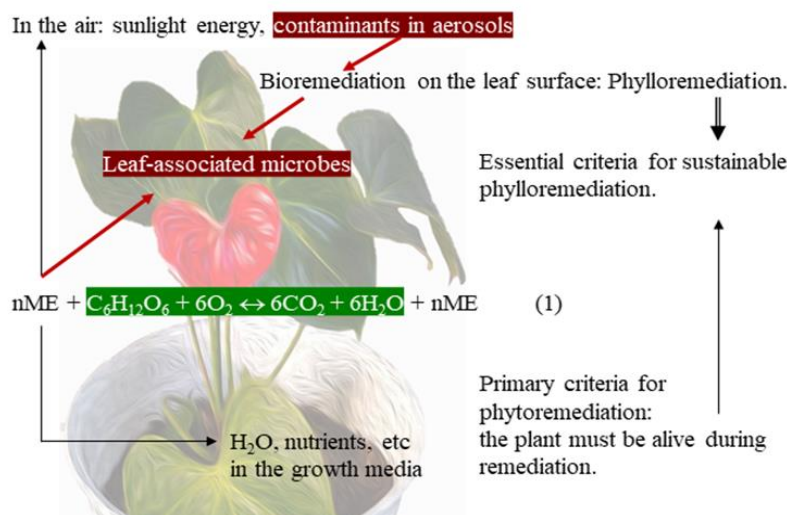 In the air: sunlight energy, contaminants in aerosols
Bioremediation on the leaf surface: Phylloremediation.
Leaf-associated microbes
Essential criteria for sustainable
phylloremediation.
nME + C₆H₁₂O₆ + 6O₂ ↔ 6CO₂ + 6H₂O + nME (1)
Primary criteria for
phytoremediation:
the plant must be alive during
remediation.
H₂O, nutrients, etc
in the growth media